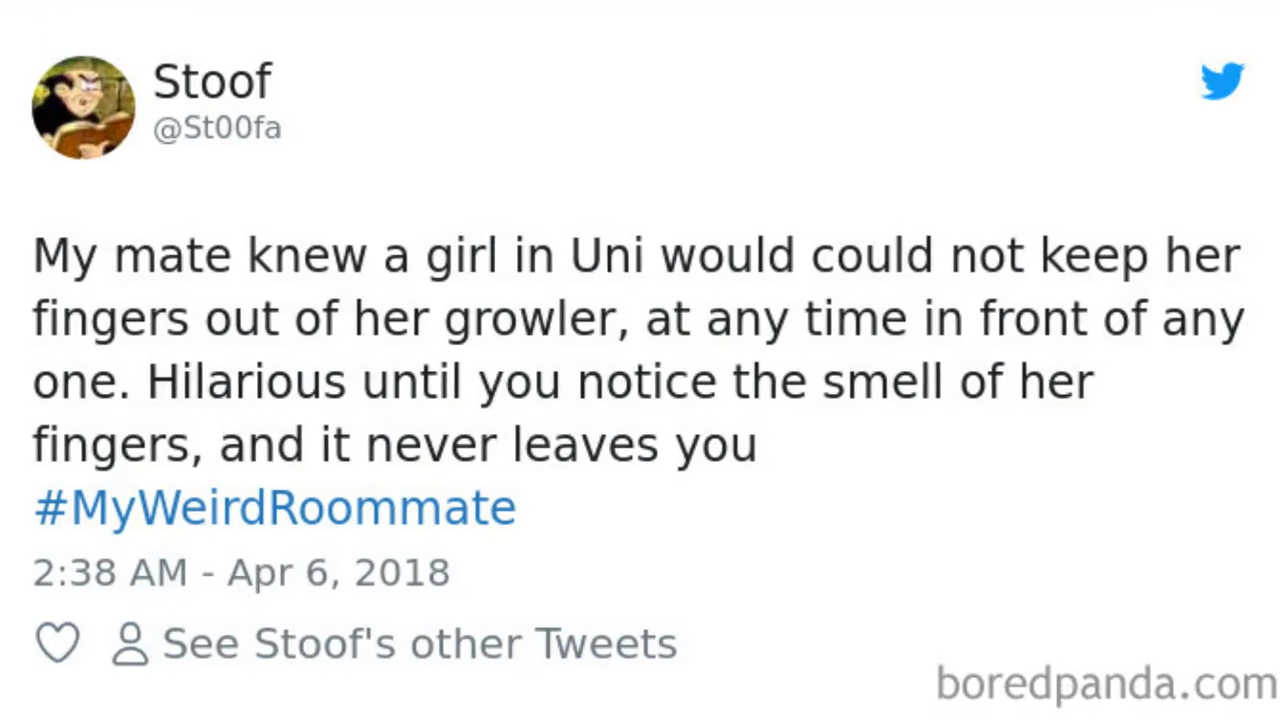 Stoof
@St00fa
My mate knew a girl in Uni would could not keep her
fingers out of her growler, at any time in front of any
one. Hilarious until you notice the smell of her
fingers, and it never leaves you
#MyWeirdRoommate
2:38 AM - Apr 6, 2018
See Stoof's other Tweets
boredpanda.com